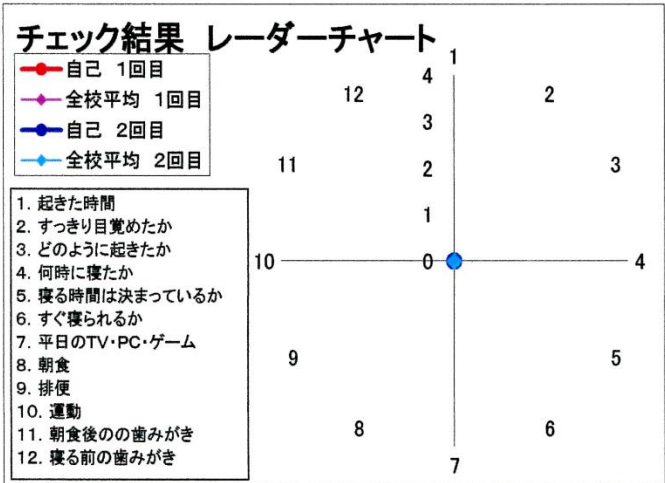 チェック結果 レーダーチャート
自己 1回目
全校平均 1回目
自己 2回目
全校平均 2回目
1. 起きた時間
2. すっきり目覚めたか
3. どのように起きたか
4. 何時に寝たか
5. 寝る時間は決まっているか
6. すぐ寝られるか
7. 平日のTV・PC・ゲーム
8. 朝食
9. 排便
10. 運動
11. 朝食後のの歯みがき
12. 寝る前の歯みがき
1
2
3
4
5
6
7
8
9
10
11
12
4
3
2
1
0